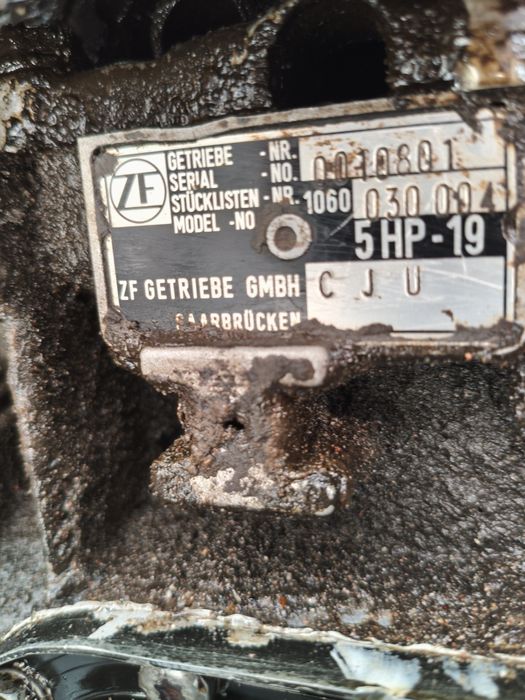 ZF
GETRIEBE -NR.
SERIAL -NO. 0010801
STÜCKLISTEN-NR. 1060 030 004
MODEL -NO
5 HP - 19
ZF GETRIEBE GMBH C J U
SAARBRÜCKEN